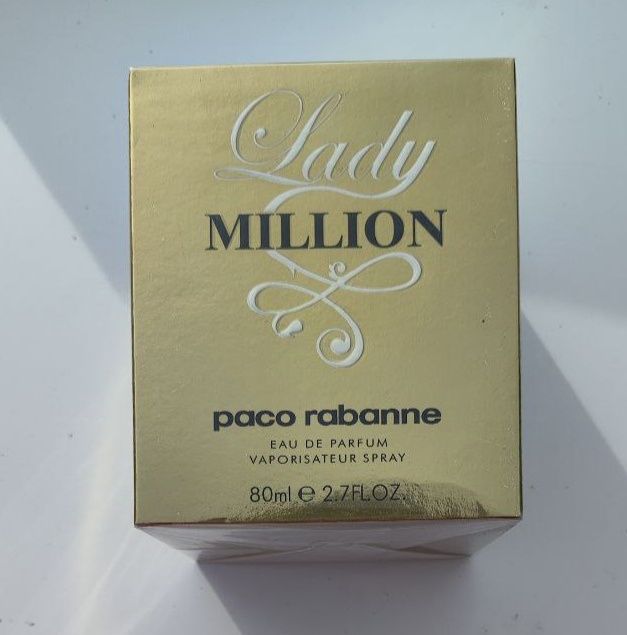 Lady
MILLION
paco rabanne
EAU DE PARFUM
VAPORISATEUR SPRAY
80ml ℮ 2.7FL.OZ.